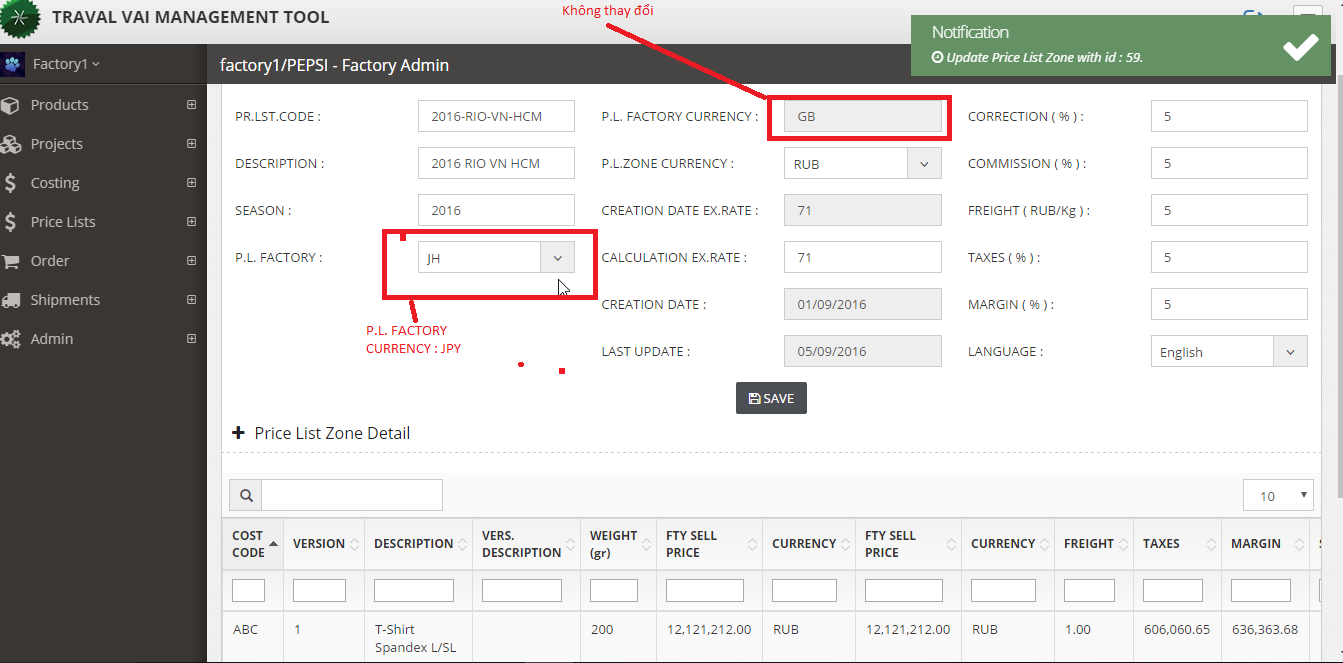 TRAVAL VAI MANAGEMENT TOOL
Không thay đổi
Notification
Update Price List Zone with id : 59.
Factory1
factory1/PEPSI - Factory Admin
Products
Projects
Costing
Price Lists
Order
Shipments
Admin
PR.LST.CODE : 2016-RIO-VN-HCM P.L. FACTORY CURRENCY : GB CORRECTION ( % ) : 5
DESCRIPTION : 2016 RIO VN HCM P.L.ZONE CURRENCY : RUB COMMISSION ( % ) : 5
SEASON : 2016 CREATION DATE EX.RATE : 71 FREIGHT ( RUB/Kg ) : 5
P.L. FACTORY : JH CALCULATION EX.RATE : 71 TAXES ( % ) : 5
CREATION DATE : 01/09/2016 MARGIN ( % ) : 5
P.L. FACTORY
CURRENCY : JPY
LAST UPDATE : 05/09/2016 LANGUAGE : English
SAVE
Price List Zone Detail
10
COST CODE VERSION DESCRIPTION VERS. DESCRIPTION WEIGHT (gr) FTY SELL PRICE CURRENCY FTY SELL PRICE CURRENCY FREIGHT TAXES MARGIN
ABC 1 T-Shirt 200 12,121,212.00 RUB 12,121,212.00 RUB 1.00 606,060.65 636,363.68
Spandex L/SL